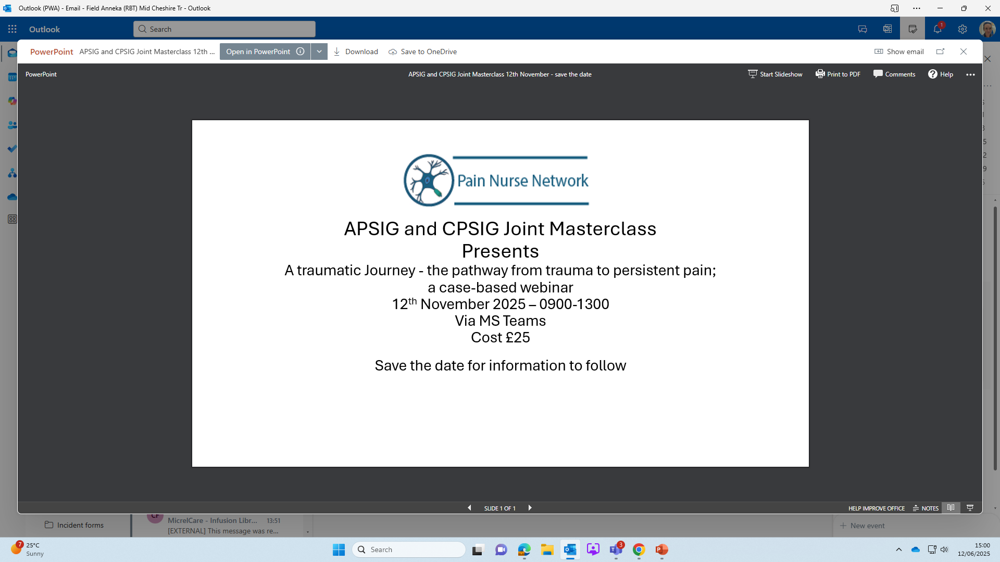 Outlook (PWA) - Email - Field Anneka (RBT) Mid Cheshire Tr - Outlook
Outlook
Search
1
PowerPoint
APSIG and CPSIG Joint Masterclass 12th ...
Open in PowerPoint
Download
Save to OneDrive
Show email
PowerPoint
APSIG and CPSIG Joint Masterclass 12th November - save the date
Start Slideshow
Print to PDF
Comments
Help
Pain Nurse Network
APSIG and CPSIG Joint Masterclass
Presents
A traumatic Journey - the pathway from trauma to persistent pain;
a case-based webinar
12th November 2025 – 0900-1300
Via MS Teams
Cost £25
Save the date for information to follow
SLIDE 1 OF 1
HELP IMPROVE OFFICE
NOTES
Incident forms
MicrelCare - Infusion Libr...
13:51
[EXTERNAL] This message was re...
New event
7
25°C
Sunny
Search
3
15:00
12/06/2025